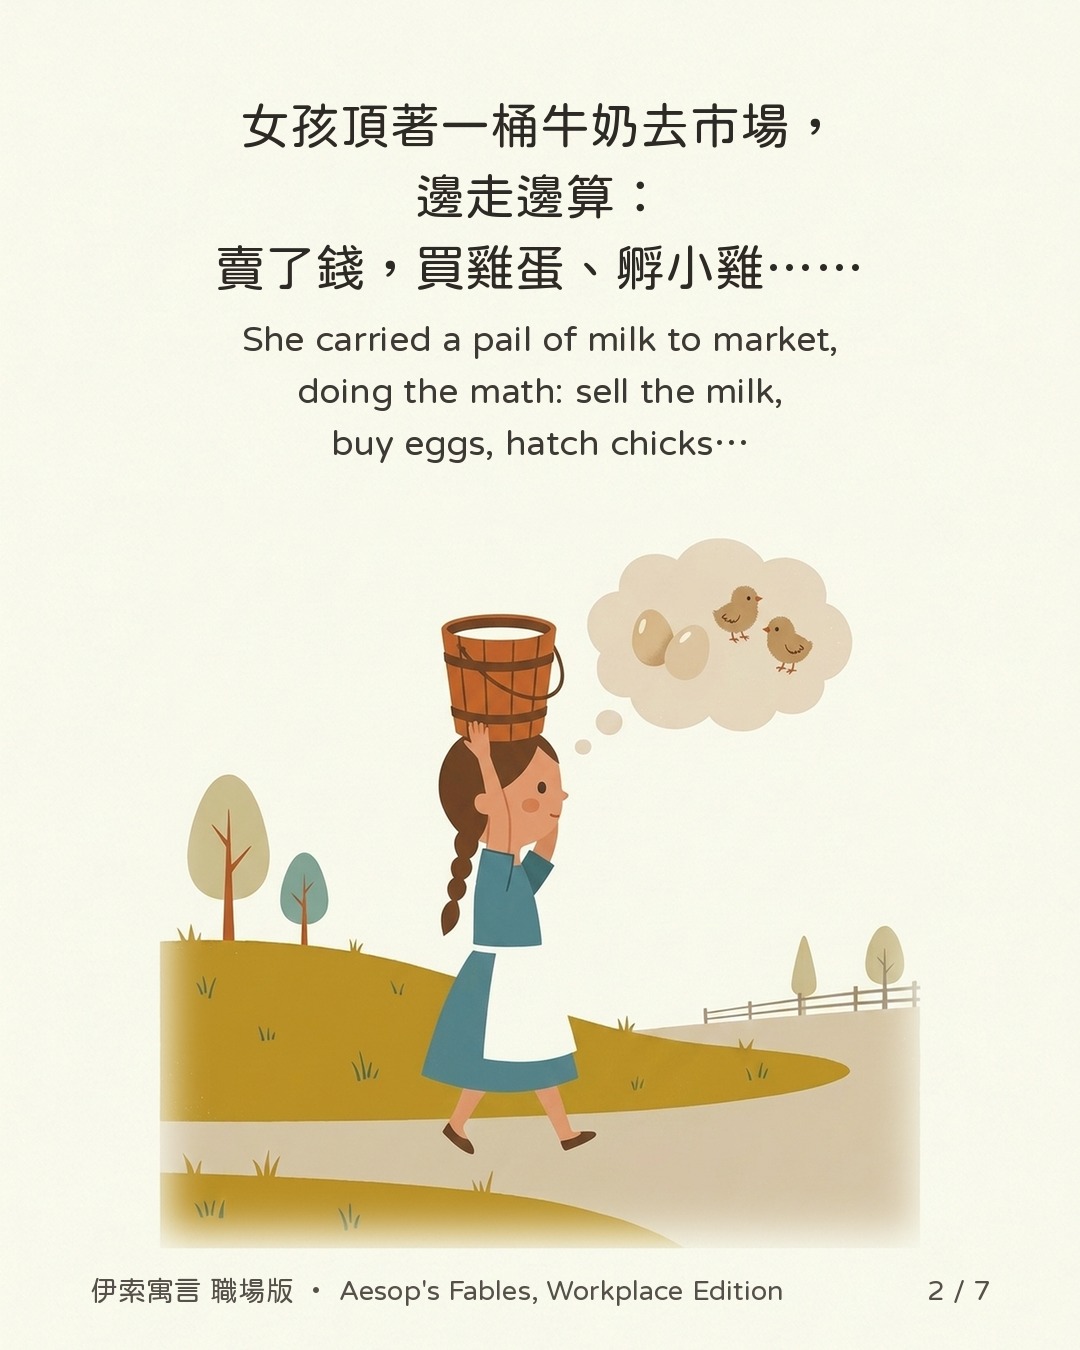 女孩頂著一桶牛奶去市場，
邊走邊算：
賣了錢，買雞蛋、孵小雞……
She carried a pail of milk to market,
doing the math: sell the milk,
buy eggs, hatch chicks…
伊索寓言 職場版 • Aesop's Fables, Workplace Edition
2 / 7